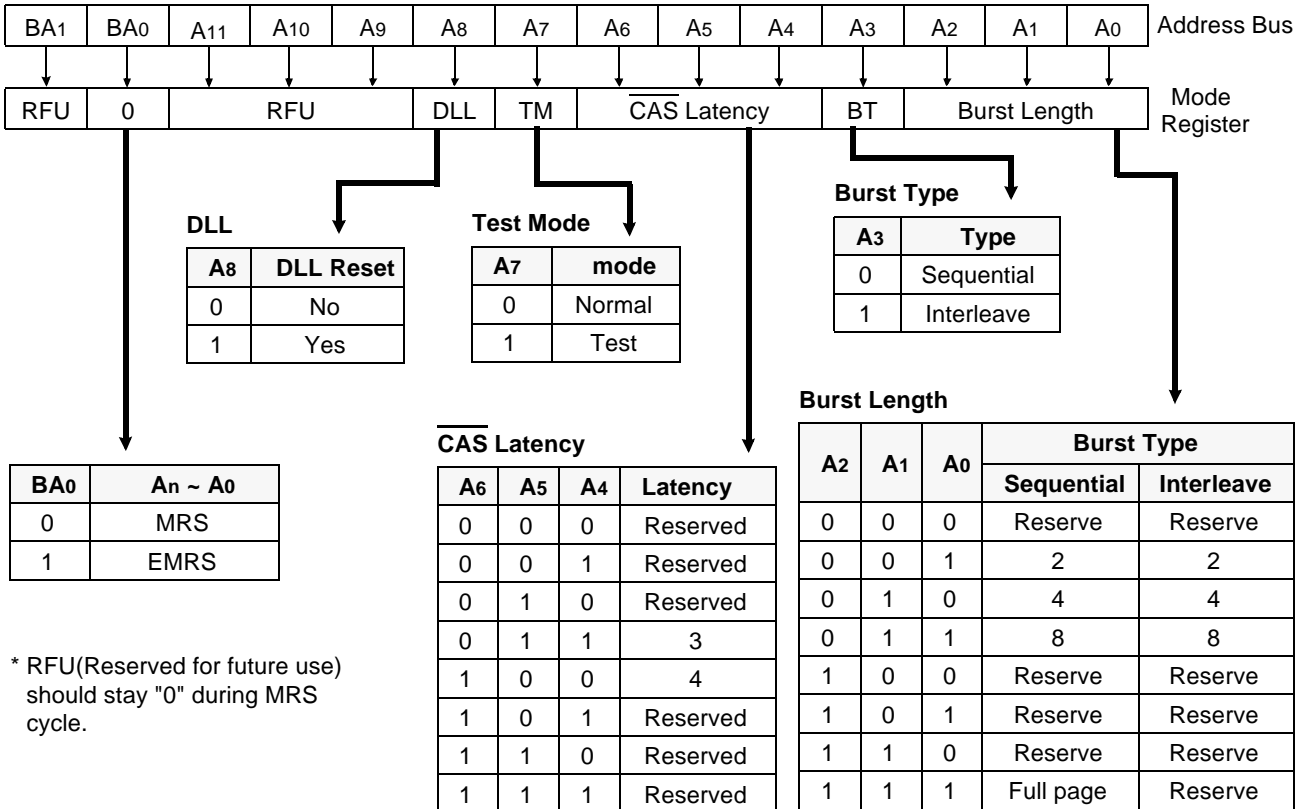 BA1 BA0 A11 A10 A9 A8 A7 A6 A5 A4 A3 A2 A1 A0 Address Bus
RFU 0 RFU DLL TM CAS Latency BT Burst Length Mode Register
DLL
A8 DLL Reset
0 No
1 Yes
Test Mode
A7 mode
0 Normal
1 Test
Burst Type
A3 Type
0 Sequential
1 Interleave
BA0 An ~ A0
0 MRS
1 EMRS
* RFU(Reserved for future use)
should stay "0" during MRS
cycle.
CAS Latency
A6 A5 A4 Latency
0 0 0 Reserved
0 0 1 Reserved
0 1 0 Reserved
0 1 1 3
1 0 0 4
1 0 1 Reserved
1 1 0 Reserved
1 1 1 Reserved
Burst Length
A2 A1 A0 Burst Type
Sequential Interleave
0 0 0 Reserve Reserve
0 0 1 2 2
0 1 0 4 4
0 1 1 8 8
1 0 0 Reserve Reserve
1 0 1 Reserve Reserve
1 1 0 Reserve Reserve
1 1 1 Full page Reserve